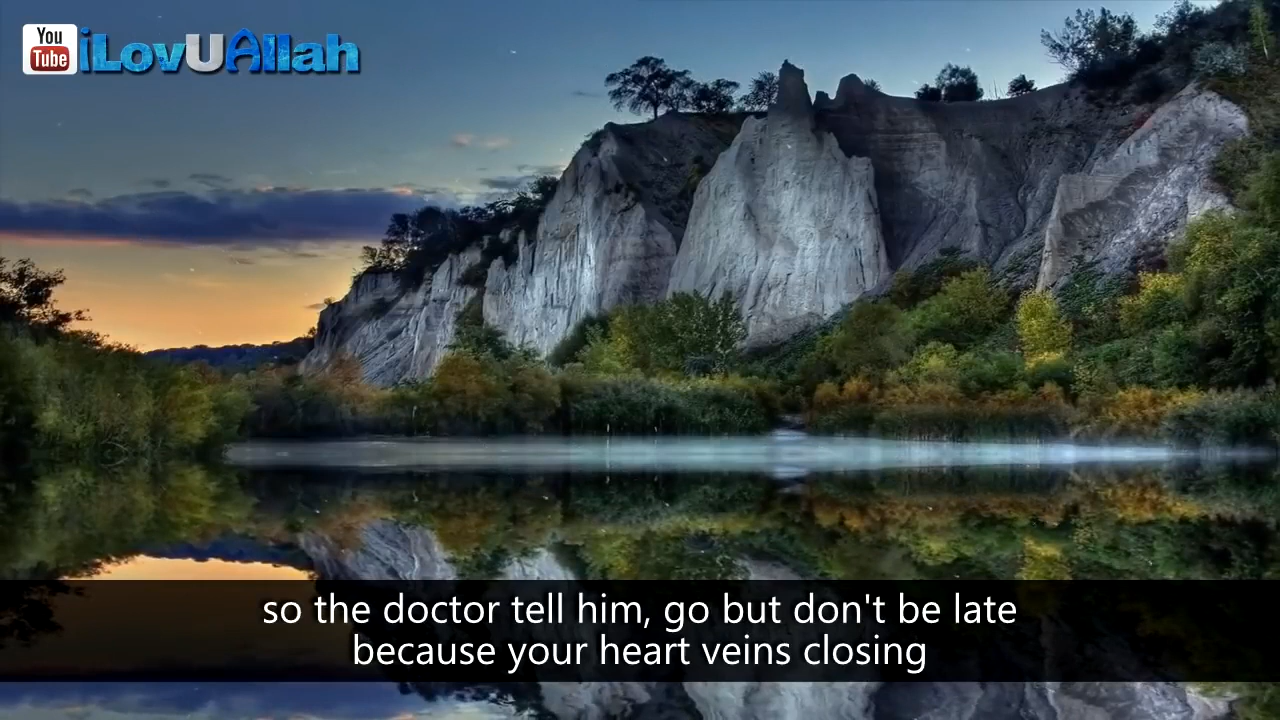 You
Tube
iLovUAllah
so the doctor tell him, go but don't be late
because your heart veins closing